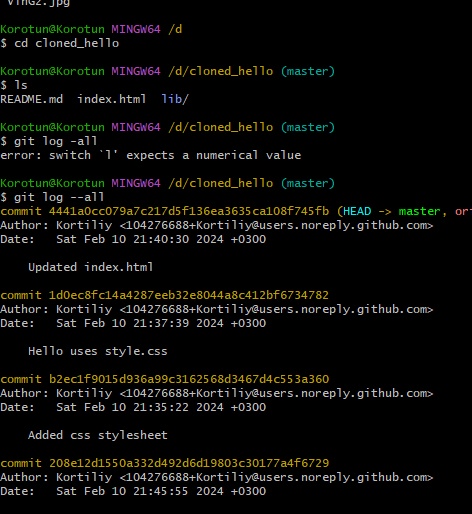 VinG2.jpg
Korotun@Korotun MINGW64 /d
$ cd cloned_hello
Korotun@Korotun MINGW64 /d/cloned_hello (master)
$ ls
README.md  index.html  lib/
Korotun@Korotun MINGW64 /d/cloned_hello (master)
$ git log -all
error: switch `l' expects a numerical value
Korotun@Korotun MINGW64 /d/cloned_hello (master)
$ git log --all
commit 4441a0cc079a7c217d5f136ea3635ca108f745fb (HEAD -> master, or
Author: Kortiliy <104276688+Kortiliy@users.noreply.github.com>
Date:   Sat Feb 10 21:40:30 2024 +0300
Updated index.html
commit 1d0ec8fc14a4287eeb32e8044a8c412bf6734782
Author: Kortiliy <104276688+Kortiliy@users.noreply.github.com>
Date:   Sat Feb 10 21:37:39 2024 +0300
Hello uses style.css
commit b2ec1f9015d936a99c3162568d3467d4c553a360
Author: Kortiliy <104276688+Kortiliy@users.noreply.github.com>
Date:   Sat Feb 10 21:35:22 2024 +0300
Added css stylesheet
commit 208e12d1550a332d492d6d19803c30177a4f6729
Author: Kortiliy <104276688+Kortiliy@users.noreply.github.com>
Date:   Sat Feb 10 21:45:55 2024 +0300